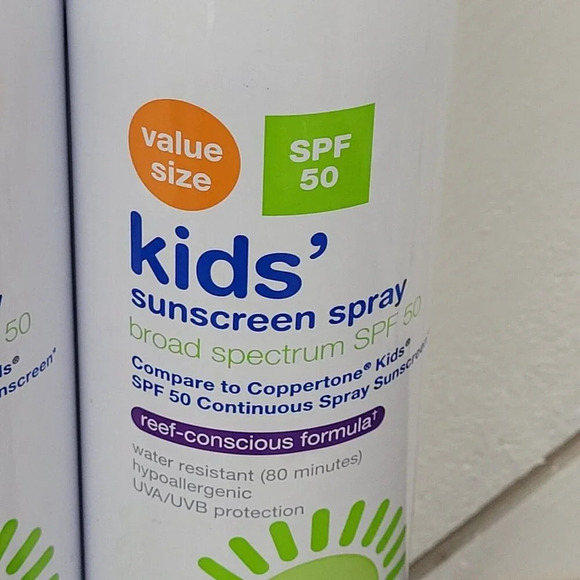 value
size
SPF
50
kids’
sunscreen spray
broad spectrum SPF 50
Compare to Coppertone® Kids®
SPF 50 Continuous Spray Sunscreen
reef-conscious formula†
water resistant (80 minutes)
hypoallergenic
UVA/UVB protection
50